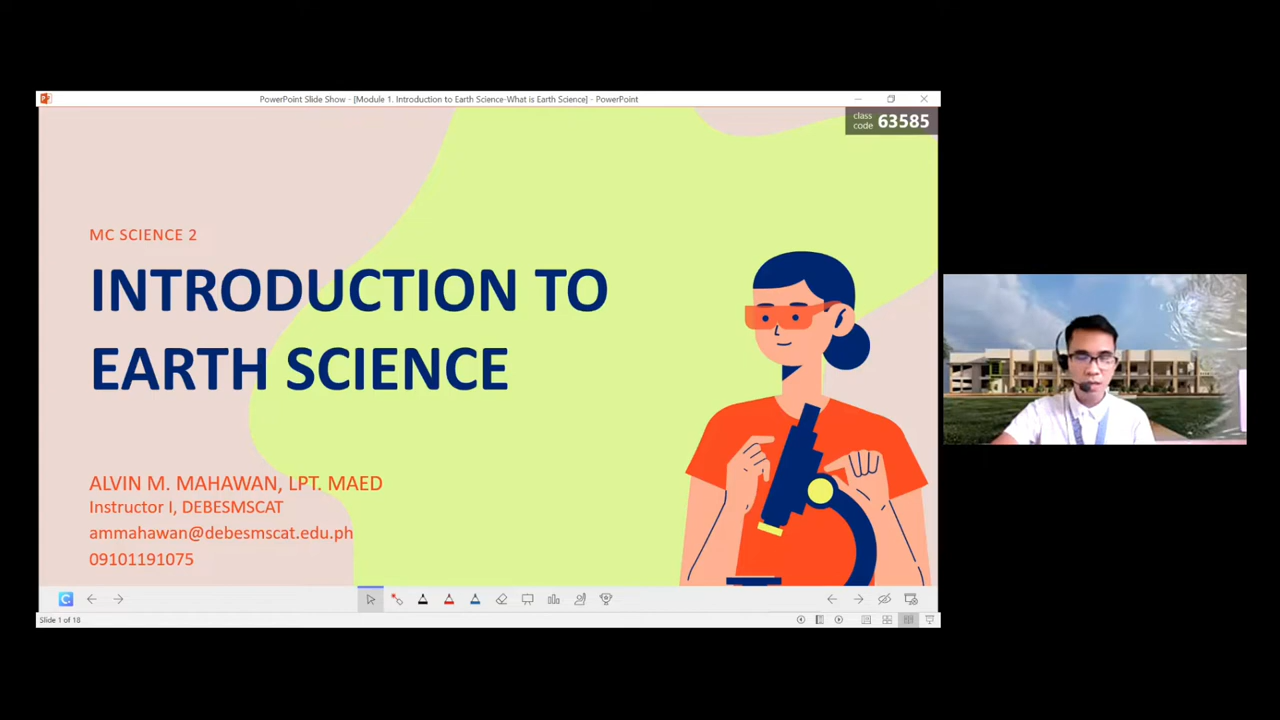 PowerPoint Slide Show - [Module 1. Introduction to Earth Science-What is Earth Science] - PowerPoint
class code 63585
MC SCIENCE 2
INTRODUCTION TO
EARTH SCIENCE
ALVIN M. MAHAWAN, LPT. MAED
Instructor I, DEBESMSCAT
ammahawan@debesmscat.edu.ph
09101191075
Slide 1 of 18